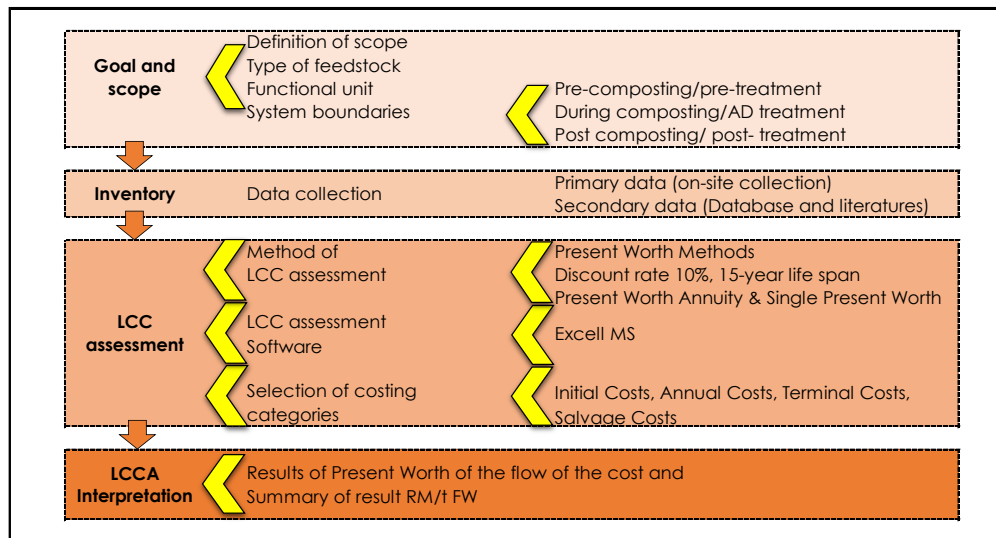 Goal and
scope
Definition of scope
Type of feedstock
Functional unit
System boundaries
Pre-composting/pre-treatment
During composting/AD treatment
Post composting/ post- treatment
Inventory
Data collection
Primary data (on-site collection)
Secondary data (Database and literatures)
LCC
assessment
Method of
LCC assessment
Present Worth Methods
Discount rate 10%, 15-year life span
Present Worth Annuity & Single Present Worth
LCC assessment
Software
Excell MS
Selection of costing
categories
Initial Costs, Annual Costs, Terminal Costs,
Salvage Costs
LCCA
Interpretation
Results of Present Worth of the flow of the cost and
Summary of result RM/t FW